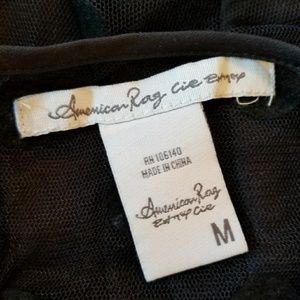 American Rag Cie
RN 106140
MADE IN CHINA
American Rag
Cie
M